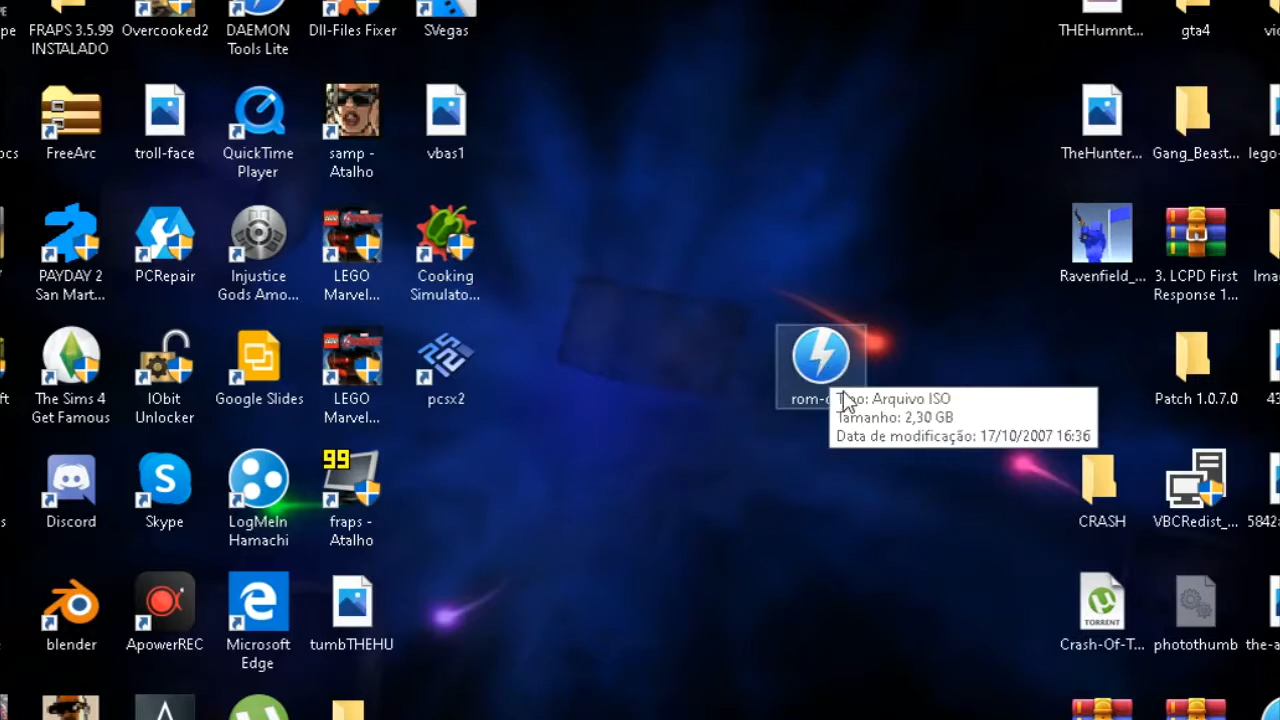 FRAPS 3.5.99
INSTALADO
Overcooked2
DAEMON
Tools Lite
Dll-Files Fixer
SVegas
THEHumnt...
gta4
FreeArc
troll-face
QuickTime
Player
samp -
Atalho
vbas1
TheHunter...
Gang_Beast...
lego-
PAYDAY 2
San Mart...
PCRepair
Injustice
Gods Amo...
LEGO
Marvel...
Cooking
Simulato...
Ravenfield_...
3. LCPD First
Response 1...
The Sims 4
Get Famous
IObit
Unlocker
Google Slides
LEGO
Marvel...
pcsx2
Tipo: Arquivo ISO
Tamanho: 2,30 GB
Data de modificação: 17/10/2007 16:36
Patch 1.0.7.0
Discord
Skype
LogMeIn
Hamachi
99
fraps -
Atalho
CRASH
VBCRedist_...
blender
ApowerREC
Microsoft
Edge
tumbTHEHU
TORRENT
Crash-Of-T...
photothumb
the-a